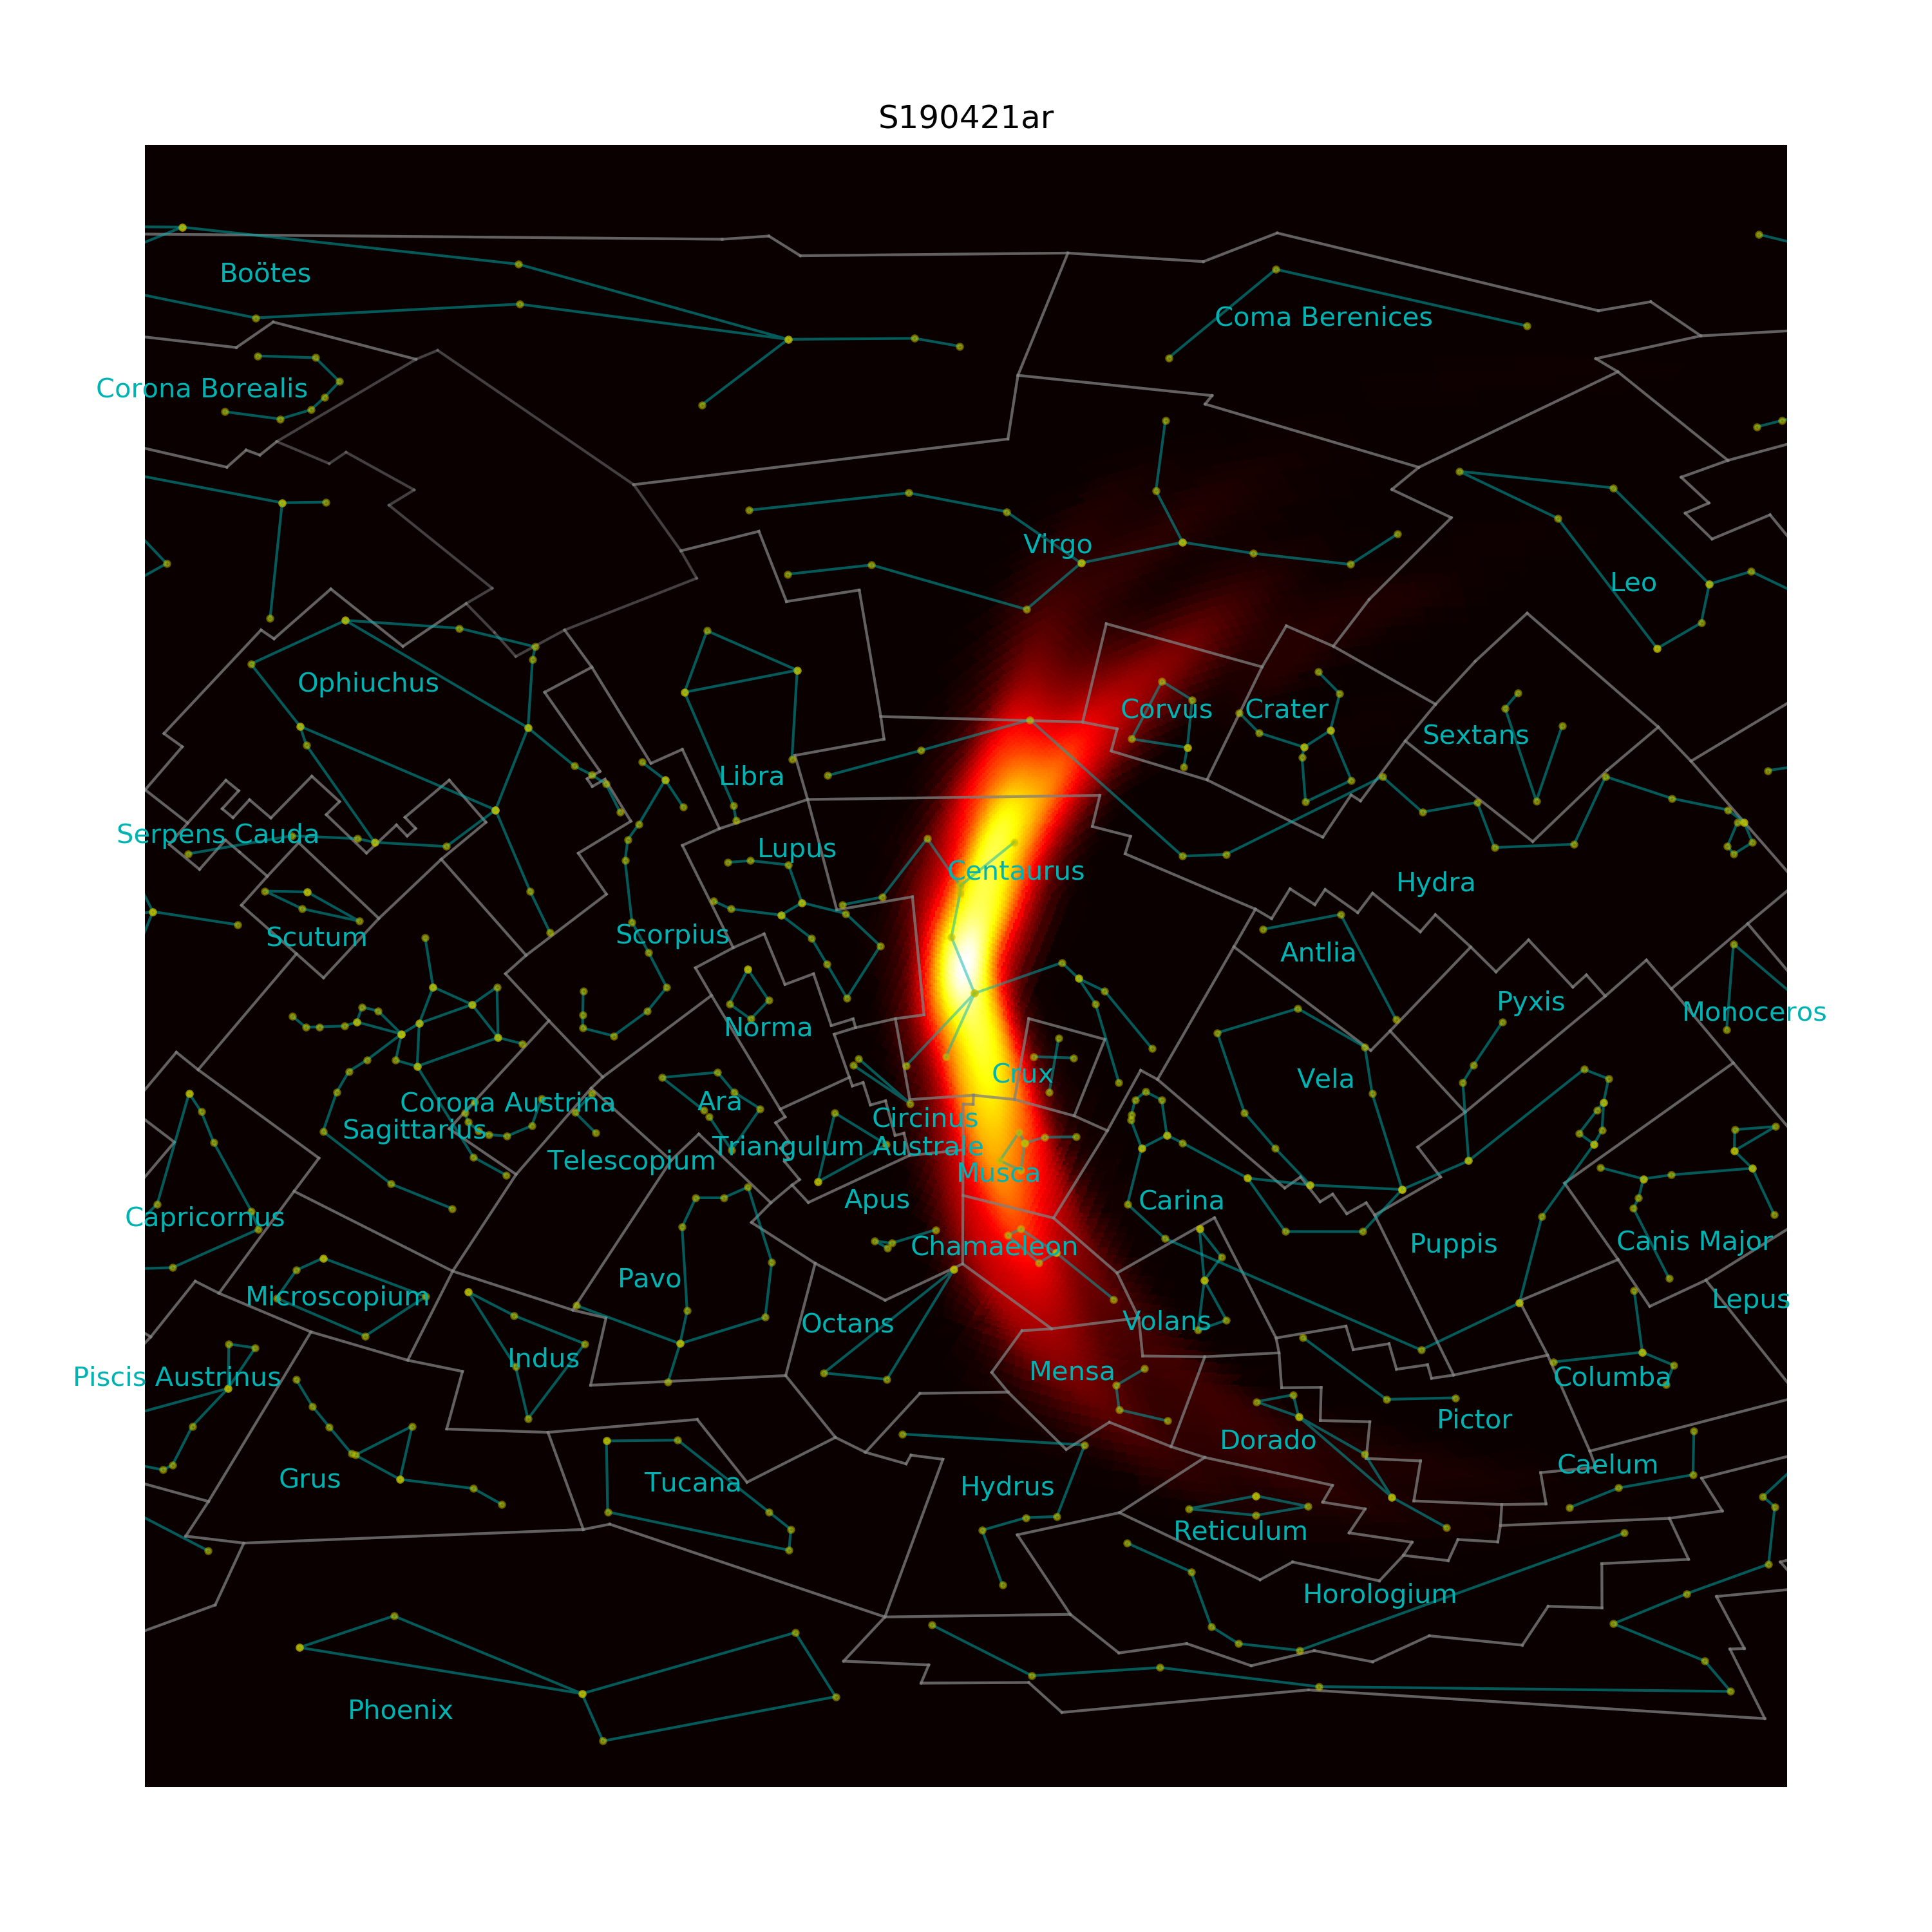 S190421ar
Boötes
Coma Berenices
Corona Borealis
Virgo
Leo
Ophiuchus
Corvus
Crater
Sextans
Libra
Serpens Cauda
Lupus
Centaurus
Hydra
Scutum
Scorpius
Antlia
Pyxis
Monoceros
Norma
Crux
Vela
Corona Austrina
Ara
Circinus
Sagittarius
Triangulum Australe
Telescopium
Musca
Apus
Carina
Capricornus
Chamaeleon
Puppis
Canis Major
Pavo
Microscopium
Lepus
Octans
Volans
Indus
Mensa
Piscis Austrinus
Columba
Pictor
Dorado
Caelum
Grus
Tucana
Hydrus
Reticulum
Horologium
Phoenix